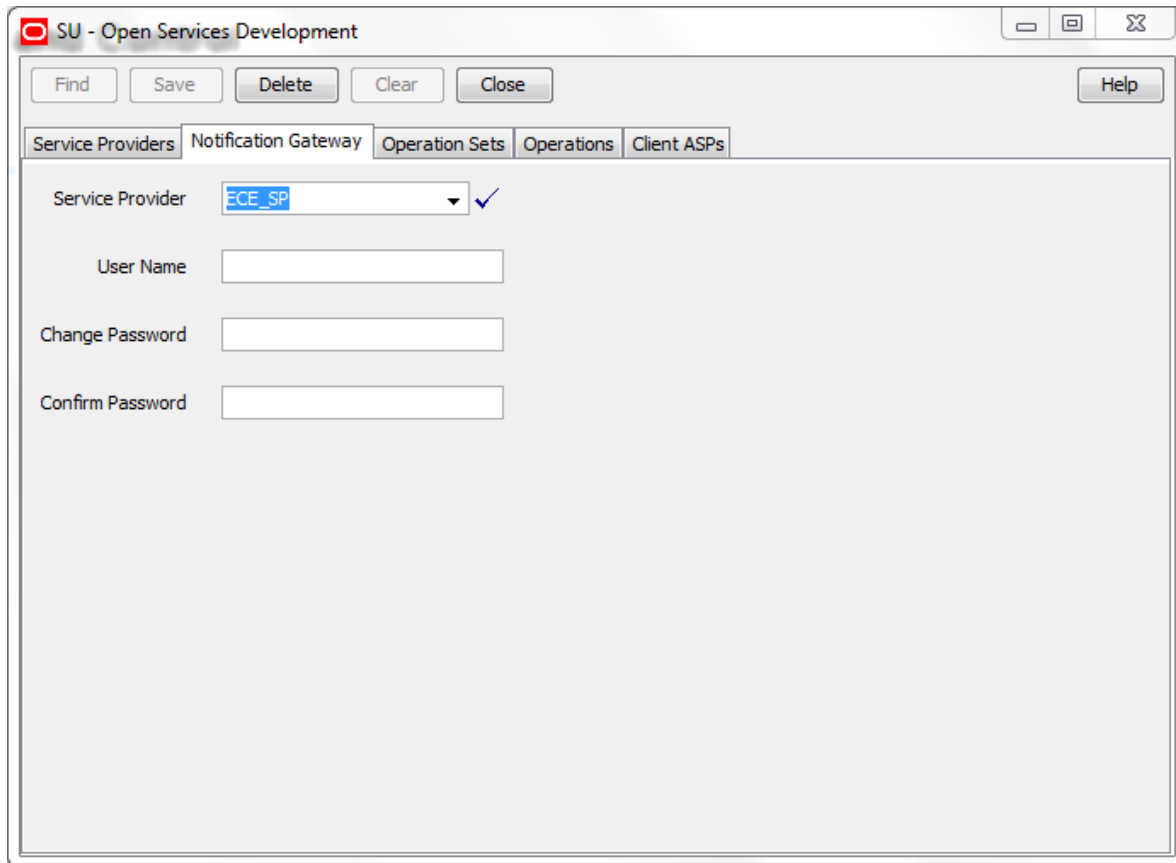 SU - Open Services Development
Find Save Delete Clear Close Help
Service Providers Notification Gateway Operation Sets Operations Client ASPs
Service Provider ECE_SP
User Name
Change Password
Confirm Password